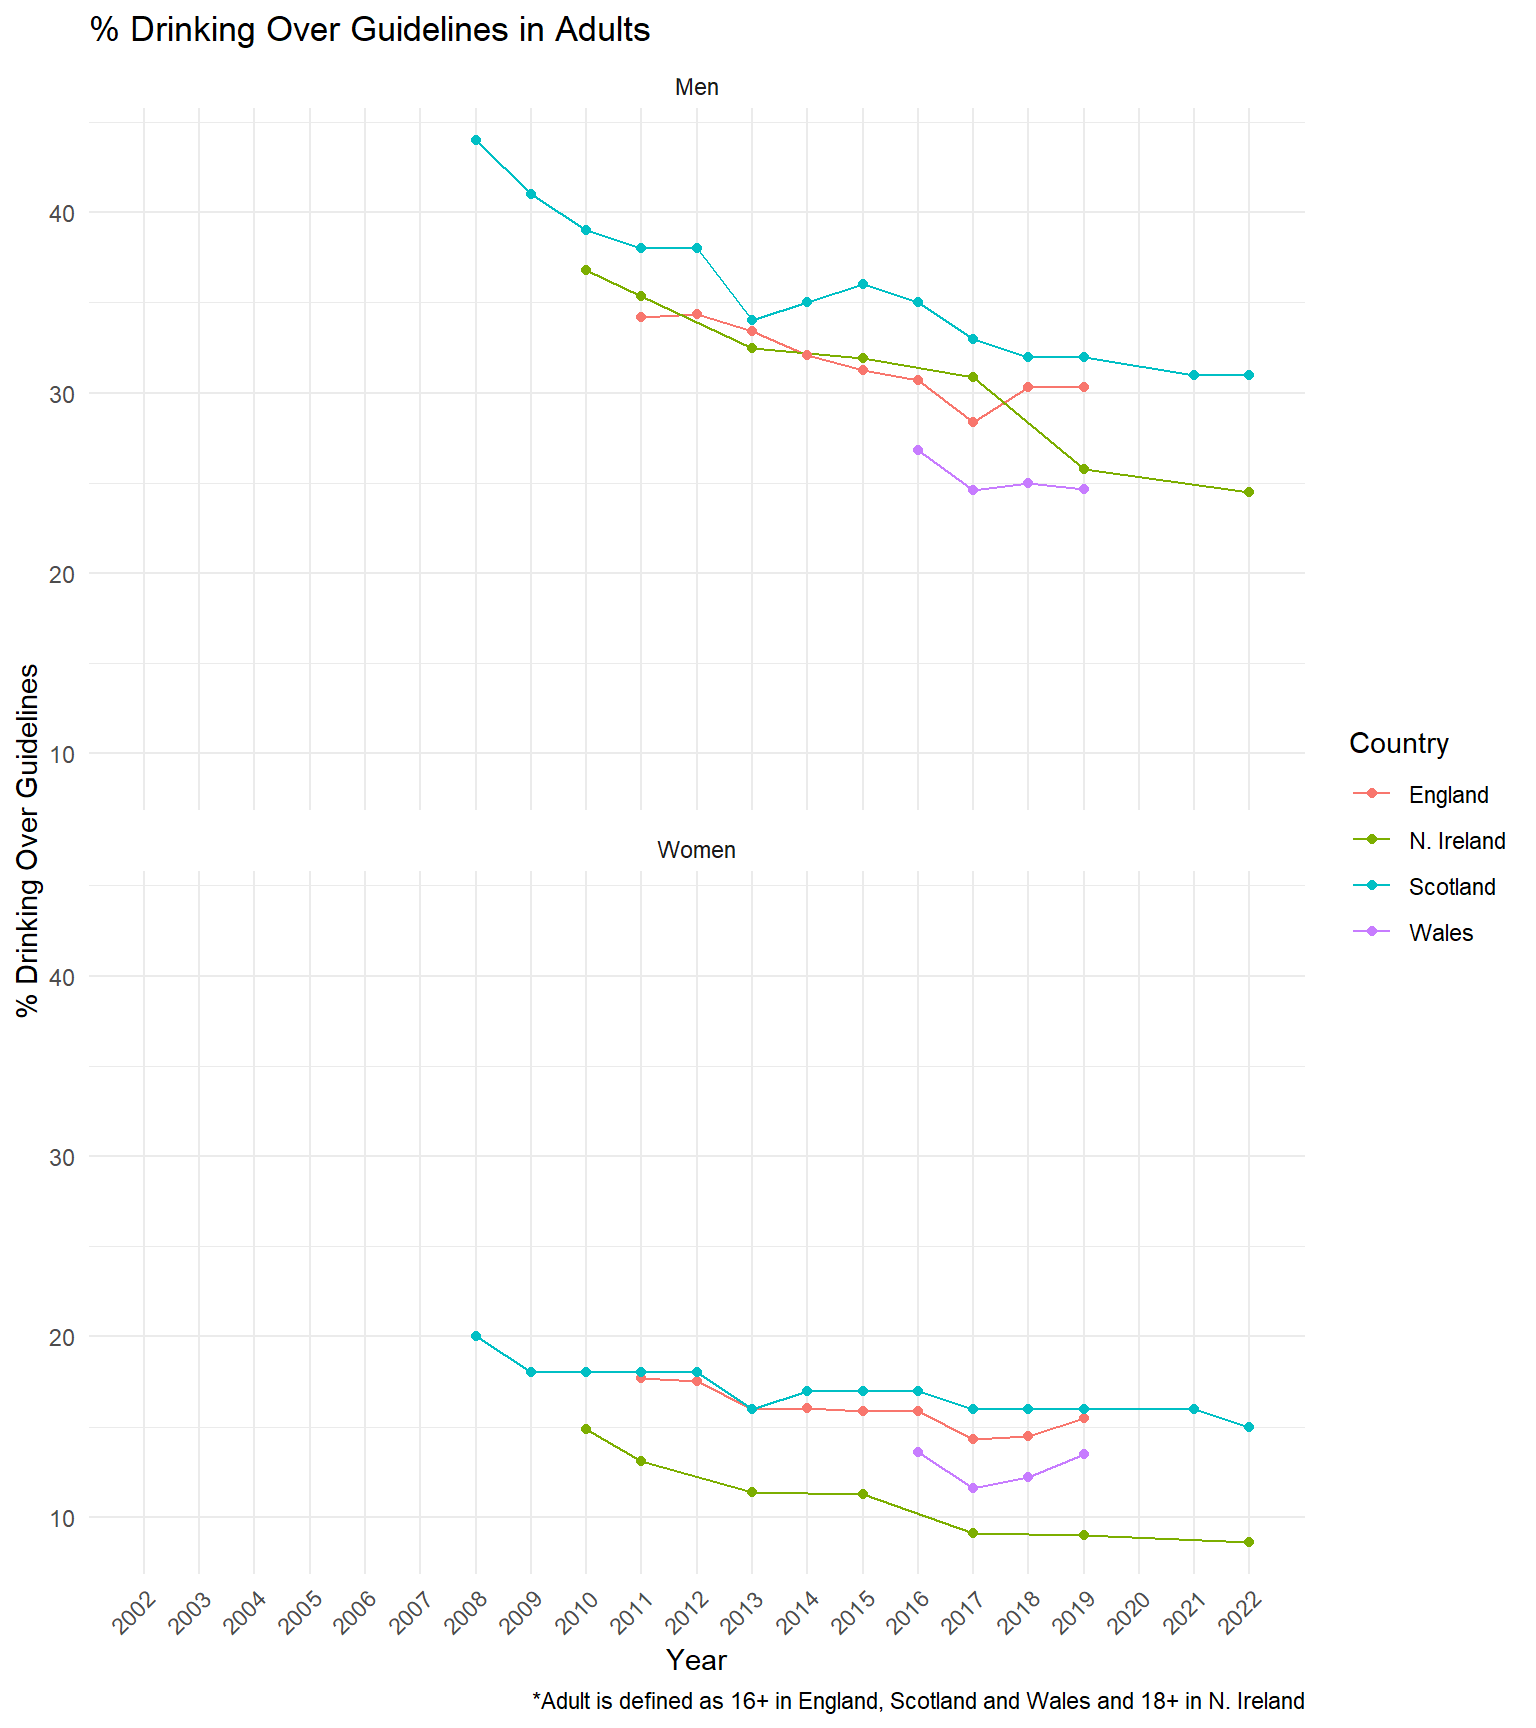 % Drinking Over Guidelines in Adults
Men
40
30
20
10
% Drinking Over Guidelines
Women
40
30
20
10
2002 2003 2004 2005 2006 2007 2008 2009 2010 2011 2012 2013 2014 2015 2016 2017 2018 2019 2020 2021 2022
Year
*Adult is defined as 16+ in England, Scotland and Wales and 18+ in N. Ireland
Country
England
N. Ireland
Scotland
Wales